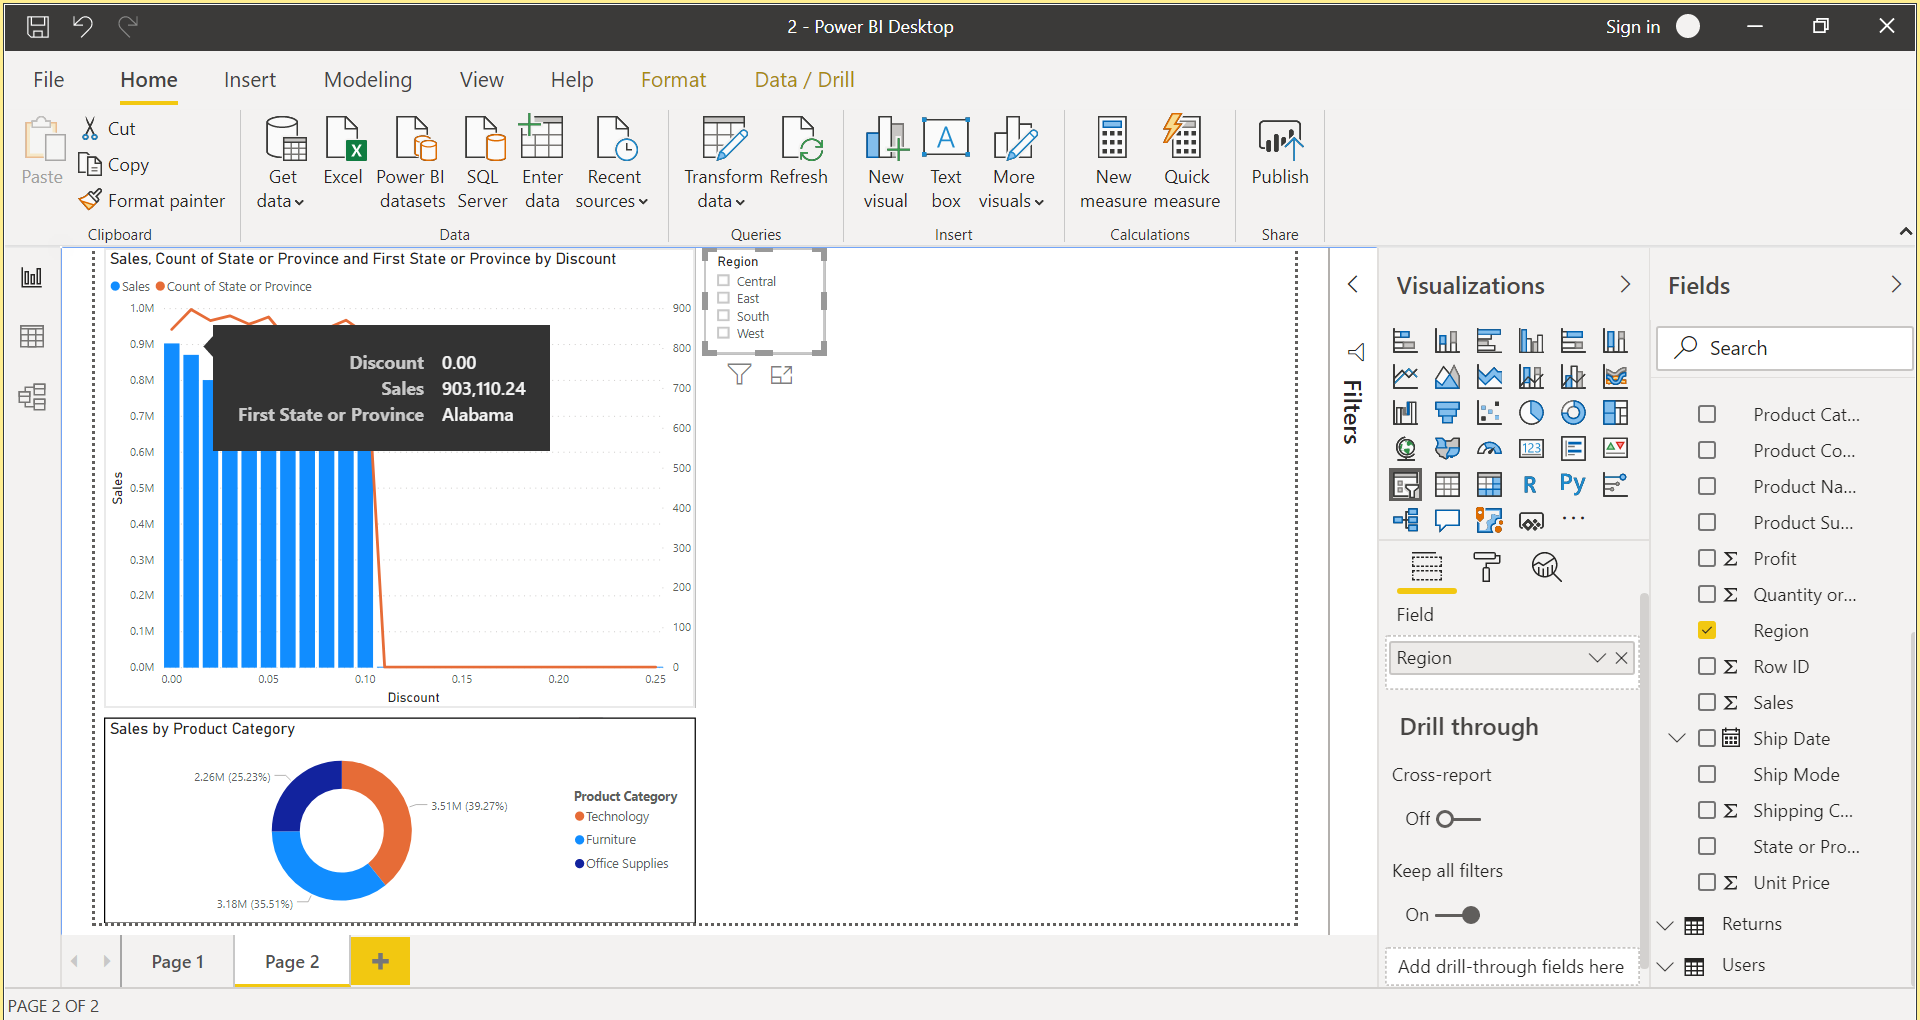 2 - Power BI Desktop
Sign in
File Home Insert Modeling View Help Format Data / Drill
Paste
Cut
Copy
Format painter
Clipboard
Get data
Excel
Power BI datasets
SQL Server
Enter data
Recent sources
Data
Transform data
Refresh
Queries
New visual
Text box
More visuals
Insert
New measure
Quick measure
Calculations
Publish
Share
Sales, Count of State or Province and First State or Province by Discount
Sales Count of State or Province
1.0M
0.9M
0.8M
0.7M
0.6M
0.5M
0.4M
0.3M
0.2M
0.1M
0.0M
Sales
900
800
700
600
500
400
300
200
100
0
0.00 0.05 0.10 0.15 0.20 0.25
Discount
Discount 0.00
Sales 903,110.24
First State or Province Alabama
Region
Central
East
South
West
Sales by Product Category
2.26M (25.23%)
3.51M (39.27%)
3.18M (35.51%)
Product Category
Technology
Furniture
Office Supplies
Filters
Visualizations
123
R
Py
Field
Region
Drill through
Cross-report
Off
Keep all filters
On
Add drill-through fields here
Fields
Search
Product Cat...
Product Co...
Product Na...
Product Su...
Σ Profit
Σ Quantity or...
Region
Σ Row ID
Σ Sales
Ship Date
Ship Mode
Σ Shipping C...
State or Pro...
Σ Unit Price
Returns
Users
Page 1
Page 2
+
PAGE 2 OF 2